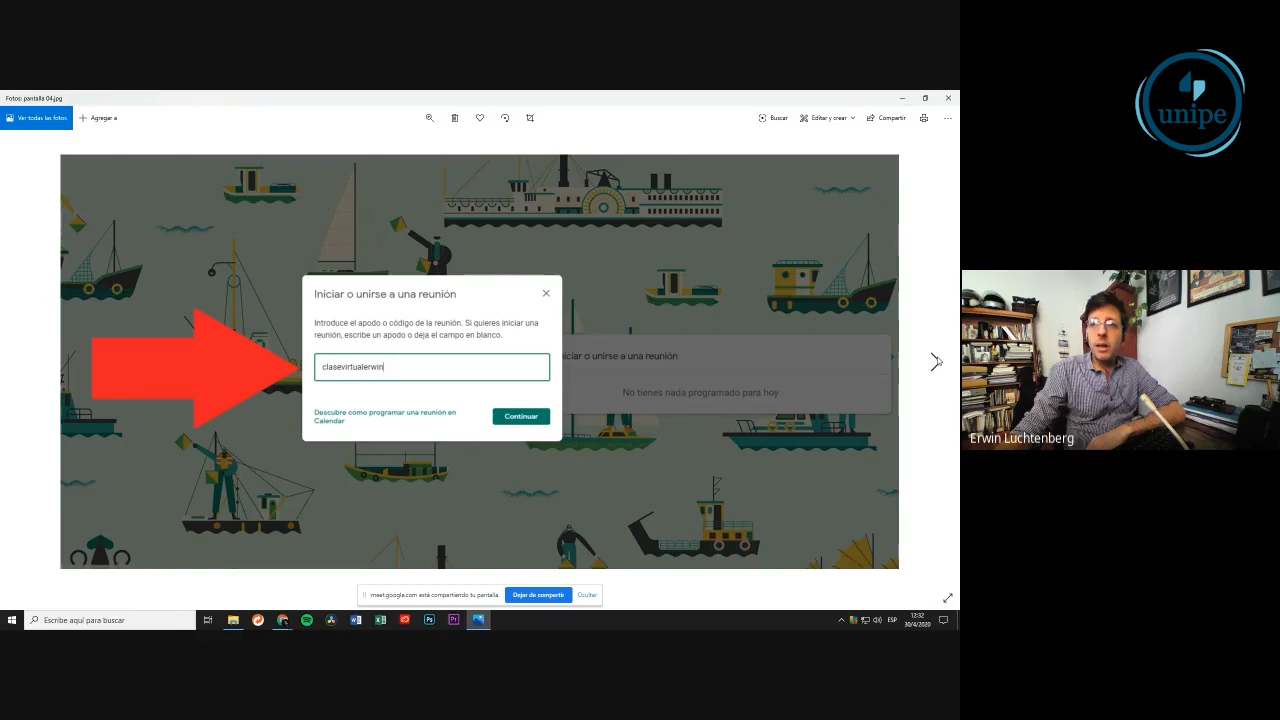 unipe
Fotos: pantalla 04.jpg
Ver todas las fotos
Agregar a
Buscar
Editar y crear
Compartir
Iniciar o unirse a una reunión
Introduce el apodo o código de la reunión. Si quieres iniciar una
reunión, escribe un apodo o deja el campo en blanco.
clasevirtualerwin
Descubre cómo programar una reunión en
Calendar
Continuar
iciar o unirse a una reunión
No tienes nada programado para hoy
Erwin Luchtenberg
meet.google.com está compartiendo tu pantalla.
Dejar de compartir
Ocultar
Escribe aquí para buscar
W
Ps
Pr
ESP
12:32
30/4/2020